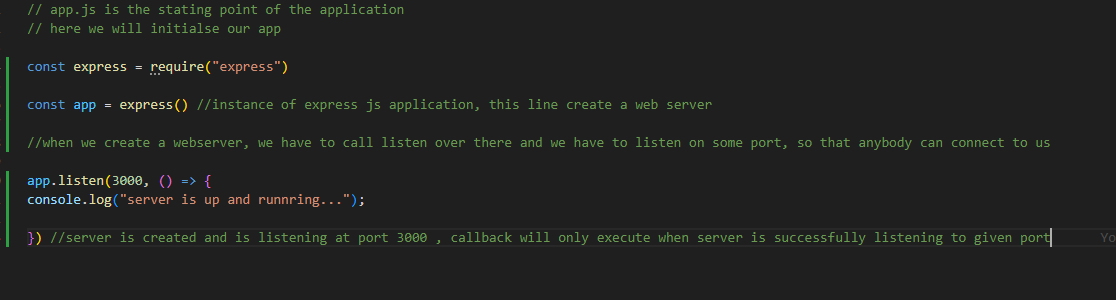 // app.js is the stating point of the application
// here we will initialse our app
const express = require("express")
const app = express() //instance of express js application, this line create a web server
//when we create a webserver, we have to call listen over there and we have to listen on some port, so that anybody can connect to us
app.listen(3000, () => {
console.log("server is up and runnring...");
}) //server is created and is listening at port 3000 , callback will only execute when server is successfully listening to given port